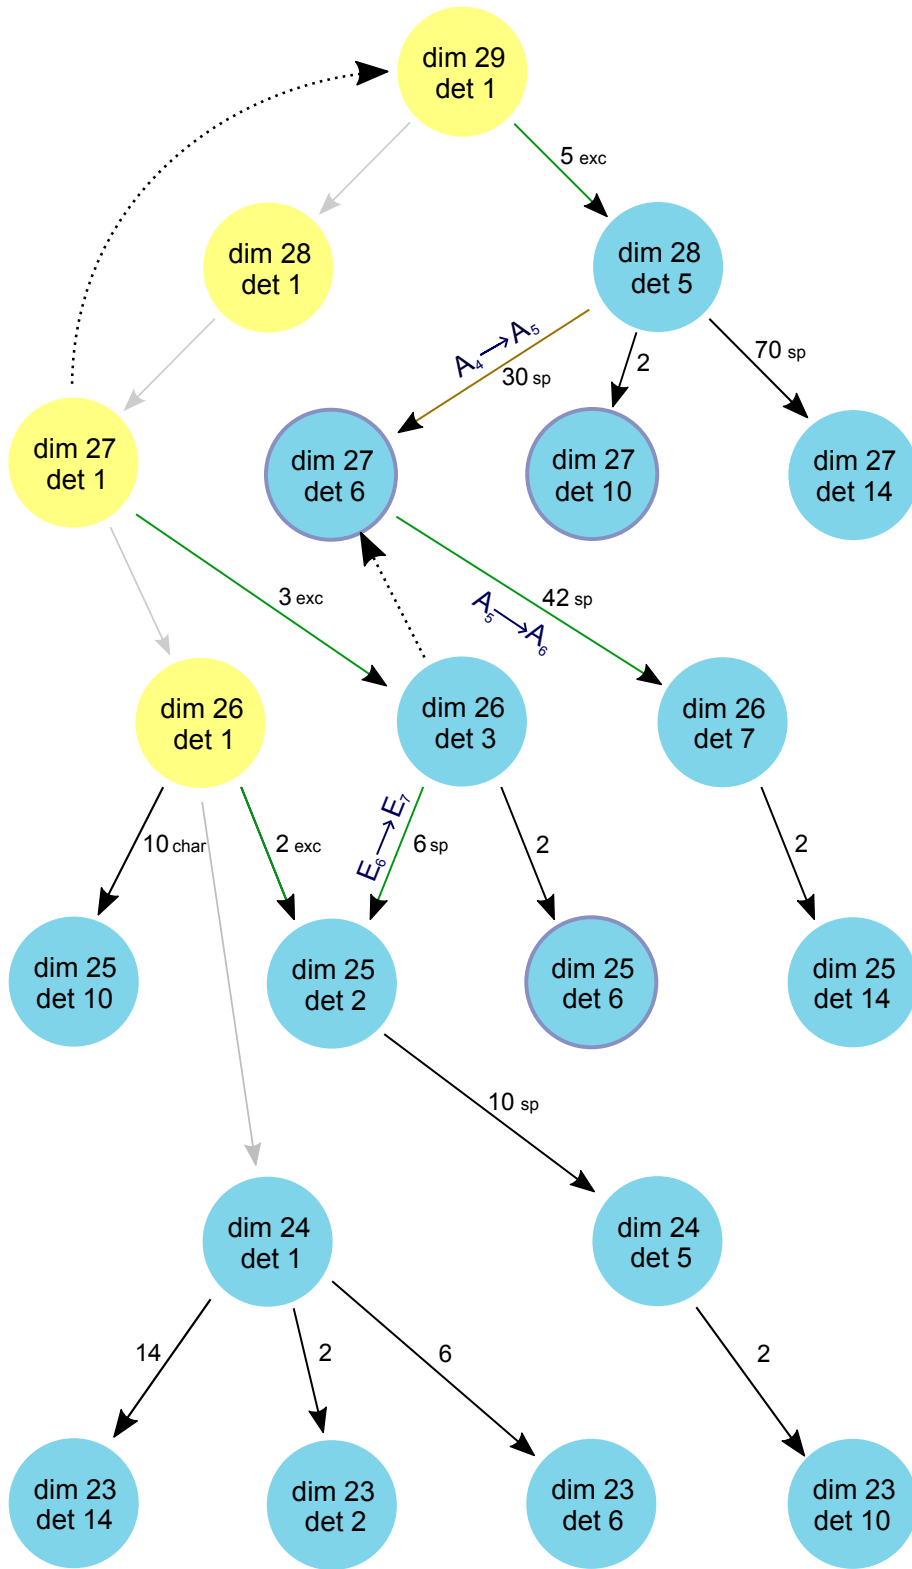 dim 29
det 1
5 exc
dim 28
det 1
dim 28
det 5
A₄⟶A₅
30 sp
2
70 sp
dim 27
det 1
dim 27
det 6
dim 27
det 10
dim 27
det 14
3 exc
42 sp
A₅⟶A₆
dim 26
det 1
dim 26
det 3
dim 26
det 7
10 char
2 exc
E₆⟶E₇
6 sp
2
2
dim 25
det 10
dim 25
det 2
dim 25
det 6
dim 25
det 14
10 sp
dim 24
det 1
dim 24
det 5
14
2
6
2
dim 23
det 14
dim 23
det 2
dim 23
det 6
dim 23
det 10